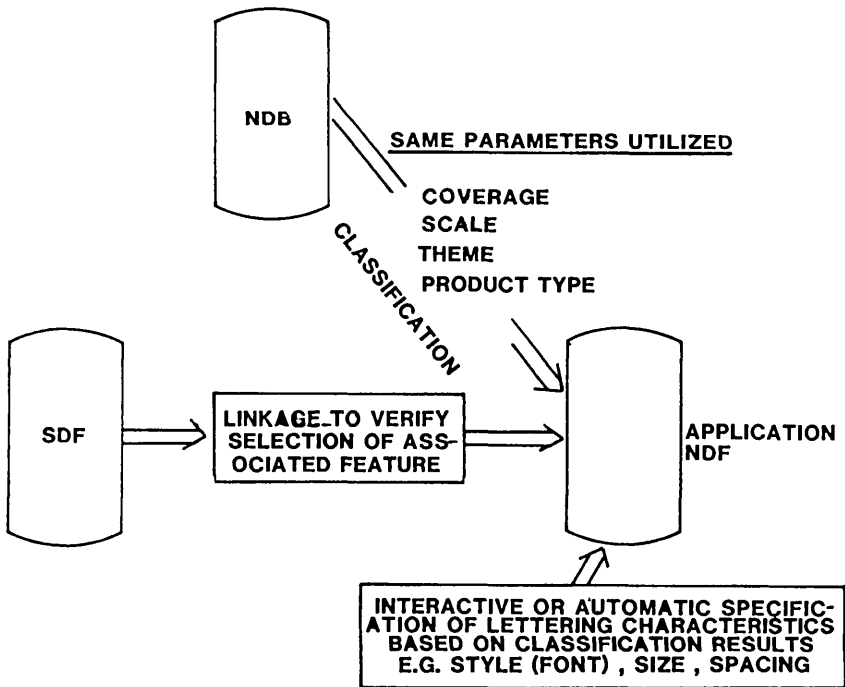 NDB
SAME PARAMETERS UTILIZED
COVERAGE
SCALE
THEME
PRODUCT TYPE
CLASSIFICATION
SDF
LINKAGE TO VERIFY
SELECTION OF ASS-
OCIATED FEATURE
APPLICATION
NDF
INTERACTIVE OR AUTOMATIC SPECIFIC-
ATION OF LETTERING CHARACTERISTICS
BASED ON CLASSIFICATION RESULTS
E.G. STYLE (FONT) , SIZE , SPACING